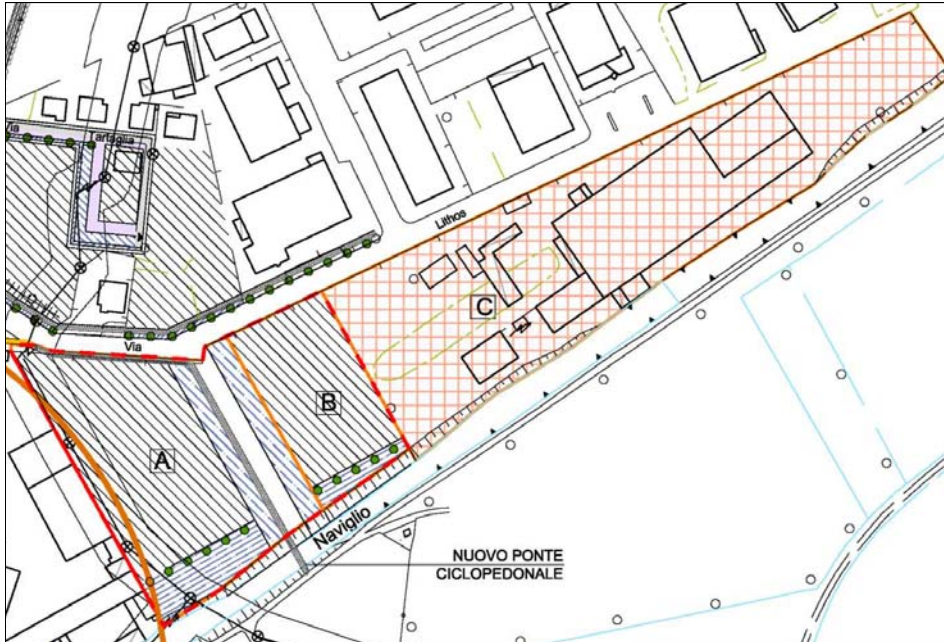 Via
Tartaglia
Lithos
C
Via
B
A
Naviglio
NUOVO PONTE
CICLOPEDONALE